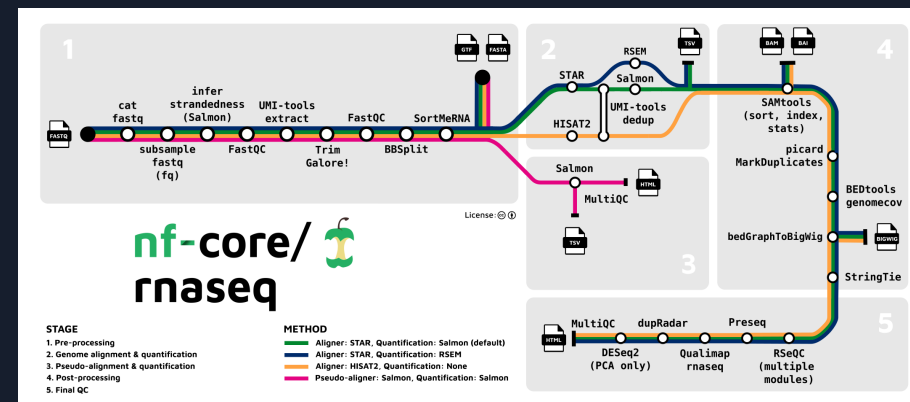 1
GTF
FASTA
FASTQ
cat
fastq
infer
strandedness
(Salmon)
UMI-tools
extract
FastQC
SortMeRNA
subsample
fastq
(fq)
FastQC
Trim
Galore!
BBSplit
2
STAR
RSEM
Salmon
TSV
HISAT2
UMI-tools
dedup
Salmon
MultiQC
HTML
TSV
3
4
BAM
BAI
SAMtools
(sort, index,
stats)
picard
MarkDuplicates
BEDtools
genomecov
bedGraphToBigWig
BIGWIG
StringTie
5
HTML
MultiQC
dupRadar
Preseq
DESeq2
(PCA only)
Qualimap
rnaseq
RSeQC
(multiple
modules)
License:
nf-core/
rnaseq
STAGE
1. Pre-processing
2. Genome alignment & quantification
3. Pseudo-alignment & quantification
4. Post-processing
5. Final QC
METHOD
Aligner: STAR, Quantification: Salmon (default)
Aligner: STAR, Quantification: RSEM
Aligner: HISAT2, Quantification: None
Pseudo-aligner: Salmon, Quantification: Salmon